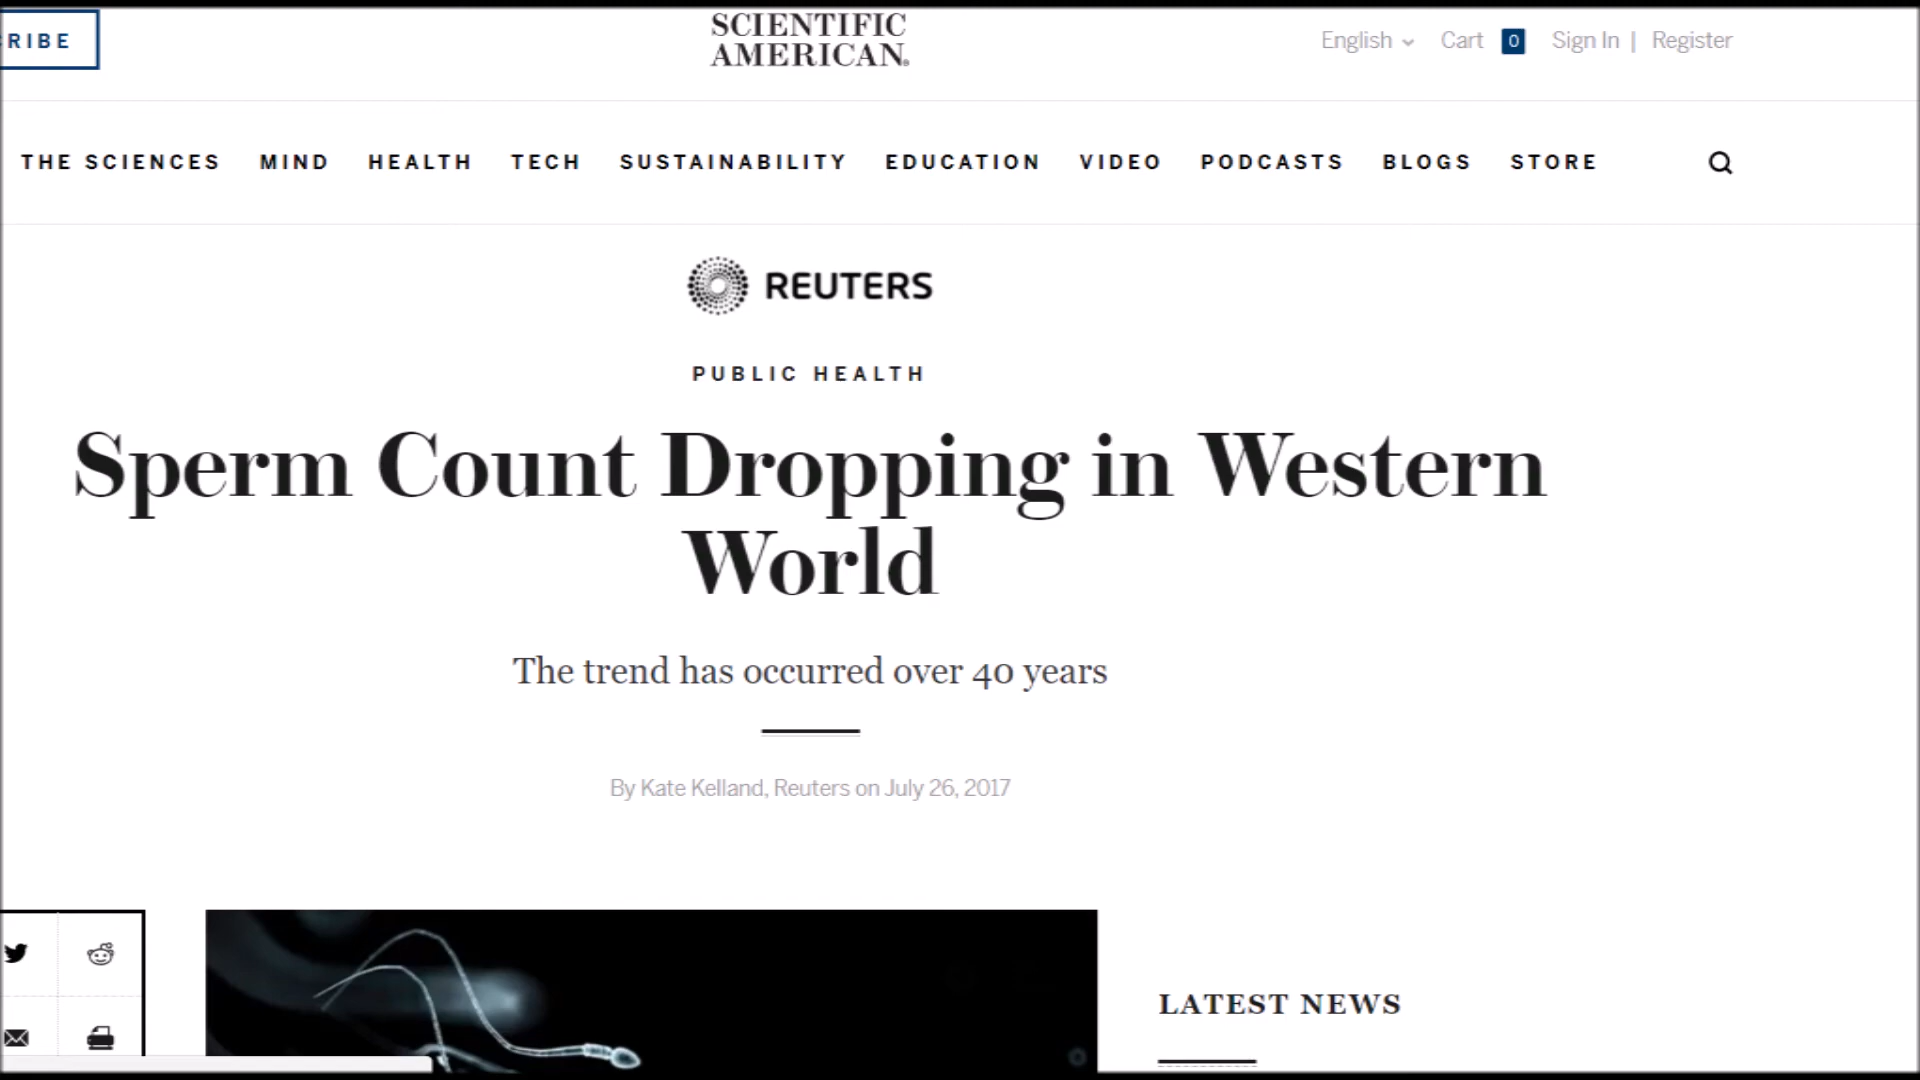 RIBE
SCIENTIFIC
AMERICAN®
English
Cart 0
Sign In | Register
THE SCIENCES MIND HEALTH TECH SUSTAINABILITY EDUCATION VIDEO PODCASTS BLOGS STORE
REUTERS
PUBLIC HEALTH
Sperm Count Dropping in Western
World
The trend has occurred over 40 years
By Kate Kelland, Reuters on July 26, 2017
LATEST NEWS